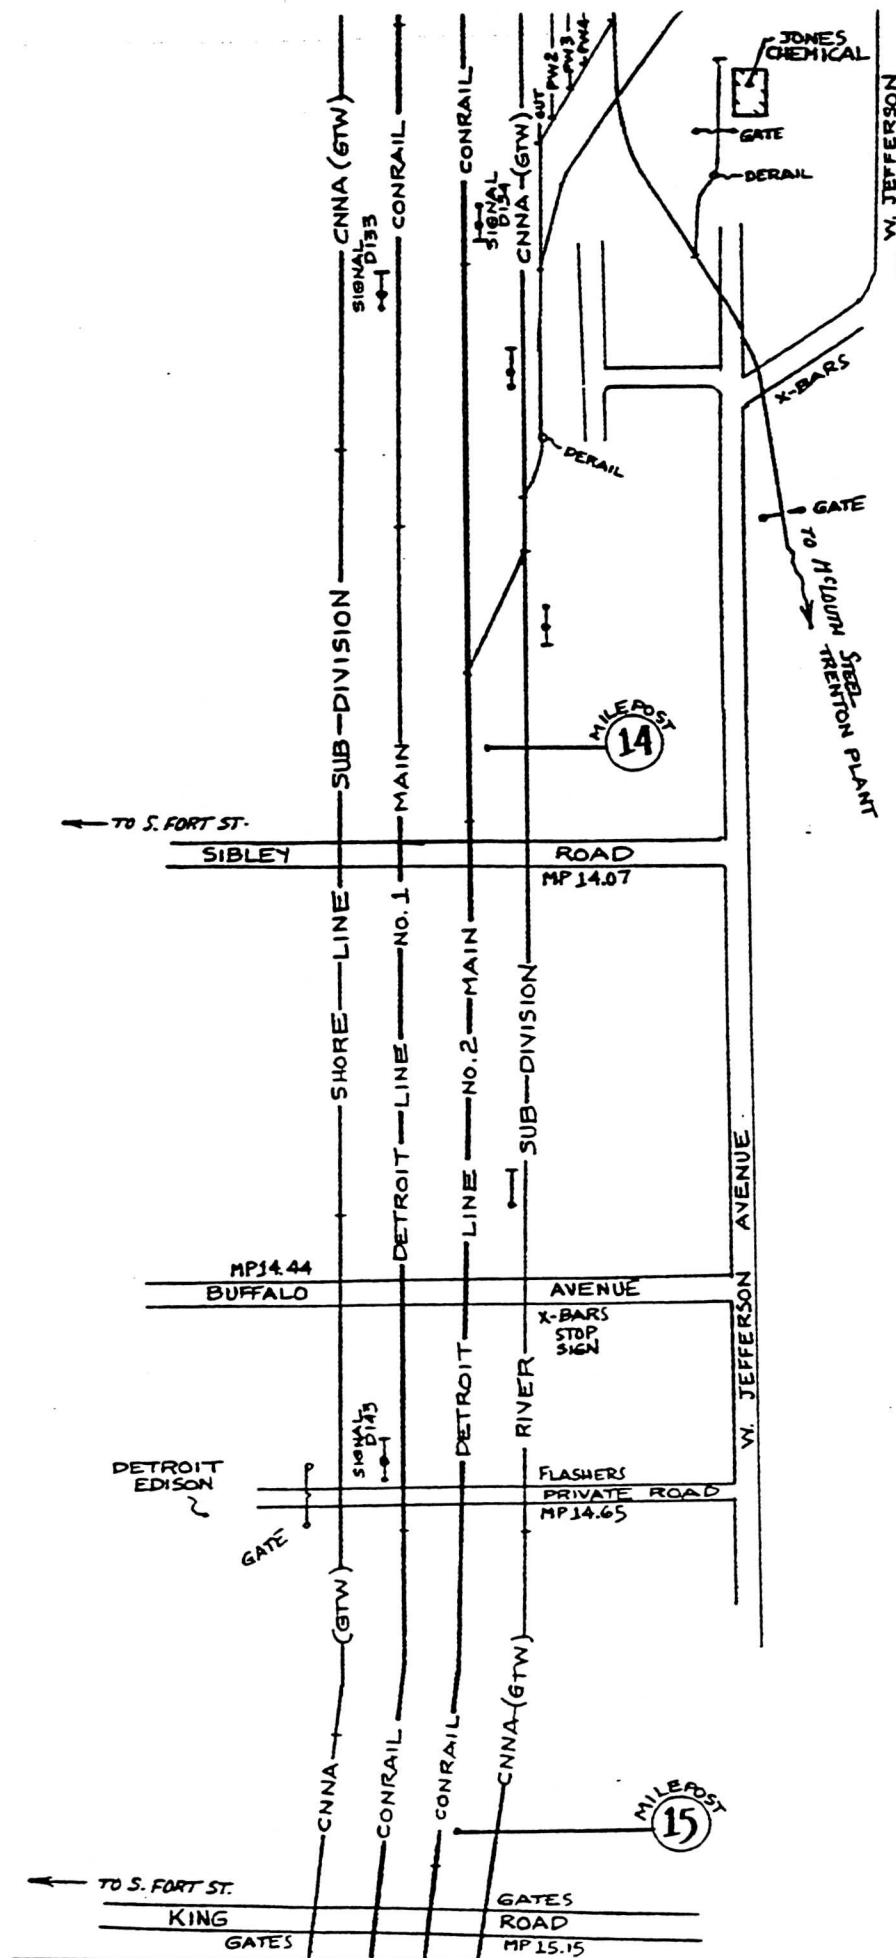 JONES
CHEMICAL
W. JEFFERSON
GATE
DERAIL
OUT
PW2
PW3
PW4
CNNA (GTW)
CONRAIL
CONRAIL
CNNA (GTW)
SIGNAL
D133
SIGNAL
D134
X-BARS
DERAIL
GATE
TO McLOUTH STEEL
TRENTON PLANT
MILEPOST
14
TO S. FORT ST.
SIBLEY ROAD
MP 14.07
SHORE LINE SUB-DIVISION
DETROIT LINE NO. 1 MAIN
DETROIT LINE NO. 2 MAIN
RIVER SUB-DIVISION
W. JEFFERSON AVENUE
MP14.44
BUFFALO AVENUE
X-BARS
STOP
SIGN
SIGNAL
D143
DETROIT
EDISON
GATE
FLASHERS
PRIVATE ROAD
MP 14.65
CNNA (GTW)
CONRAIL
CONRAIL
CNNA (GTW)
MILEPOST
15
TO S. FORT ST.
GATES
KING ROAD
GATES
MP 15.15